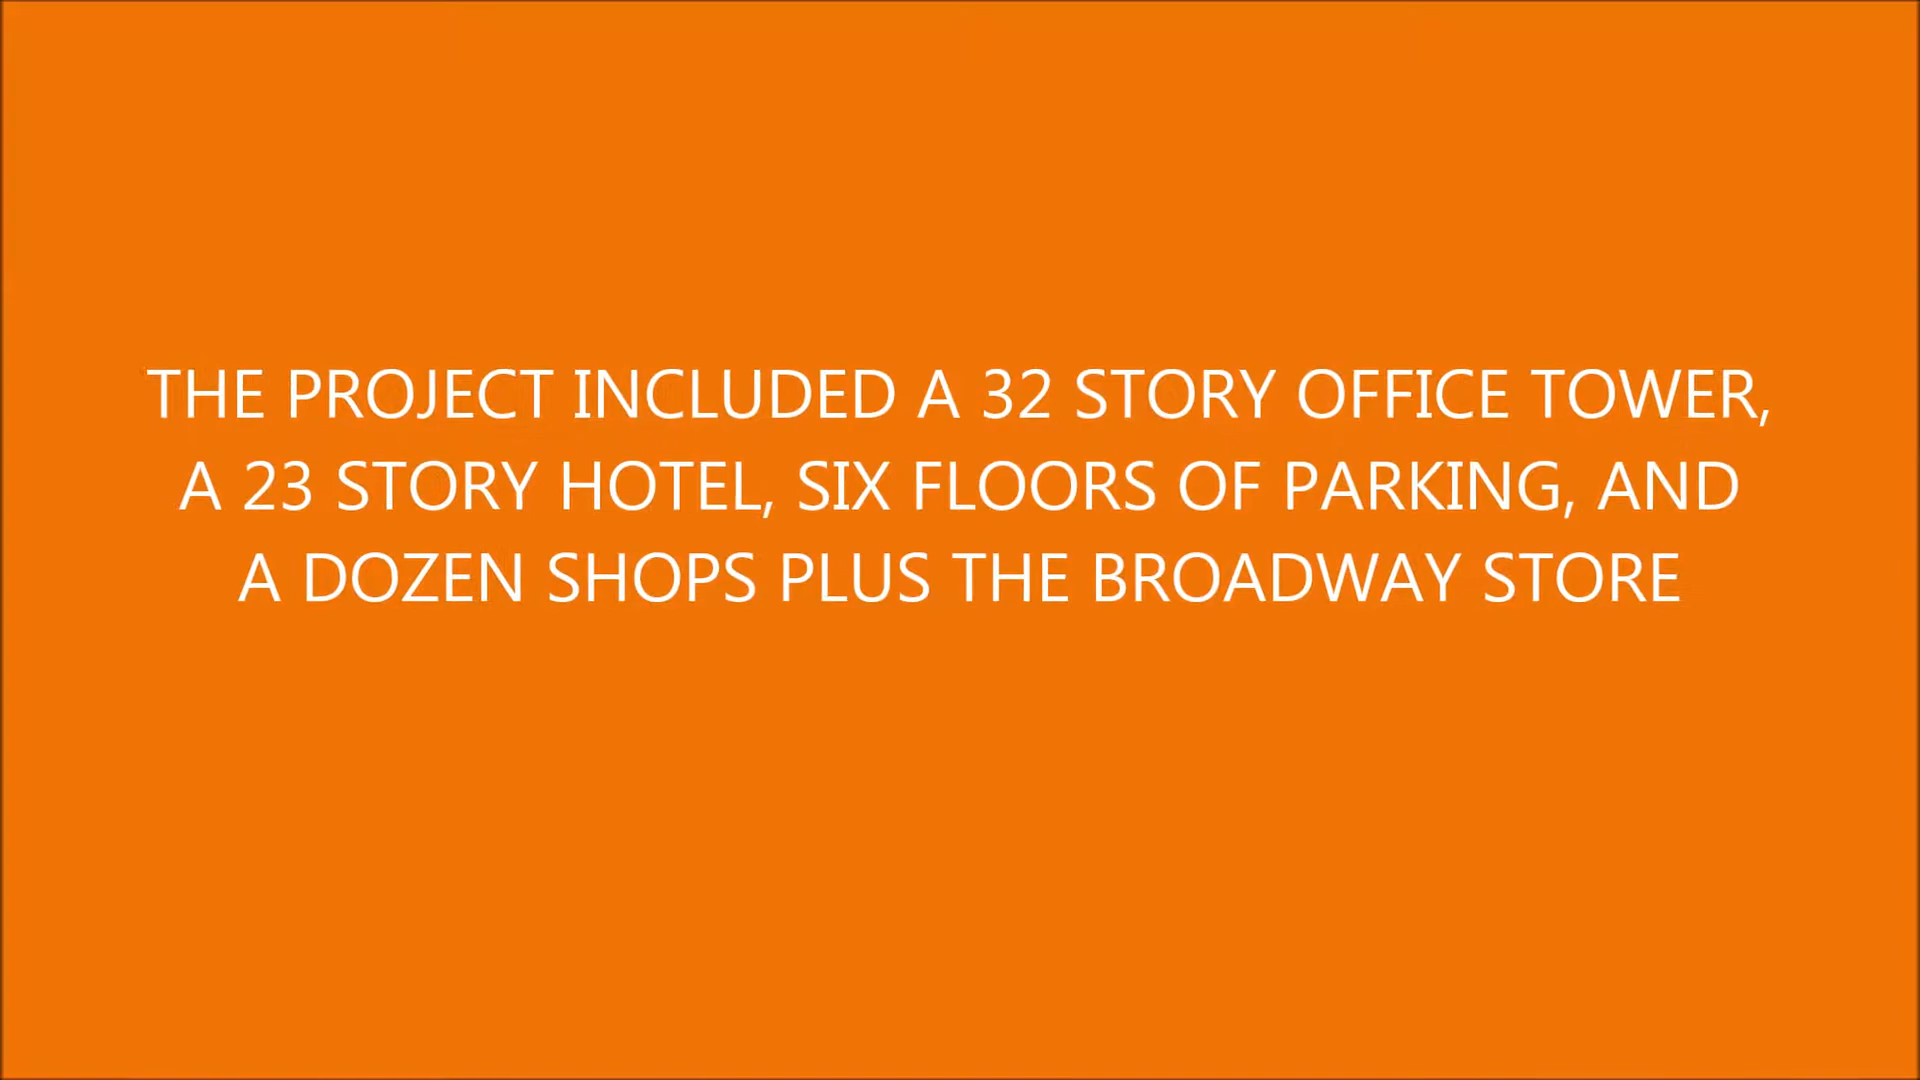 THE PROJECT INCLUDED A 32 STORY OFFICE TOWER,
A 23 STORY HOTEL, SIX FLOORS OF PARKING, AND
A DOZEN SHOPS PLUS THE BROADWAY STORE